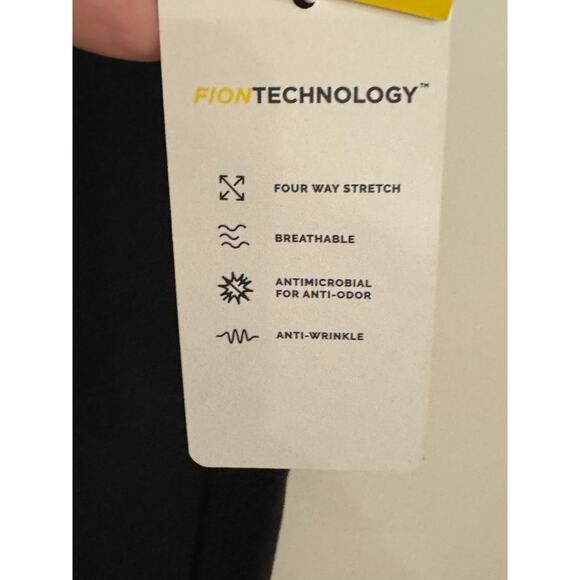 FIONTECHNOLOGY™
FOUR WAY STRETCH
BREATHABLE
ANTIMICROBIAL
FOR ANTI-ODOR
ANTI-WRINKLE